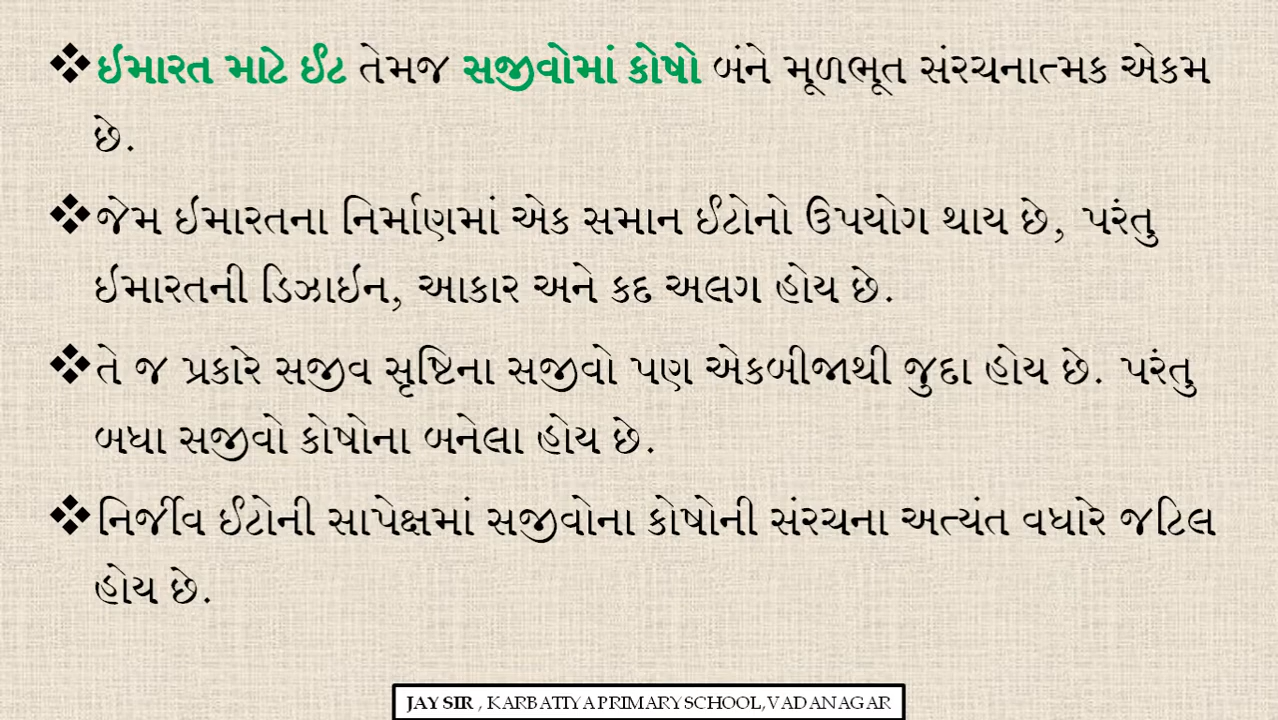 ❖ઈમારત માટે ઈંટ તેમજ સજીવોમાં કોષો બંને મૂળભૂત સંરચનાત્મક એકમ
છે.
❖જેમ ઈમારતના નિર્માણમાં એક સમાન ઈંટોનો ઉપયોગ થાય છે, પરંતુ
ઈમારતની ડિઝાઇન, આકાર અને કદ અલગ હોય છે.
❖તે જ પ્રકારે સજીવ સૃષ્ટિના સજીવો પણ એકબીજાથી જુદા હોય છે. પરંતુ
બધા સજીવો કોષોના બનેલા હોય છે.
❖નિર્જીવ ઈંટોની સાપેક્ષમાં સજીવોના કોષોની સંરચના અત્યંત વધારે જટિલ
હોય છે.
JAY SIR , KARBATIYA PRIMARY SCHOOL,VADANAGAR